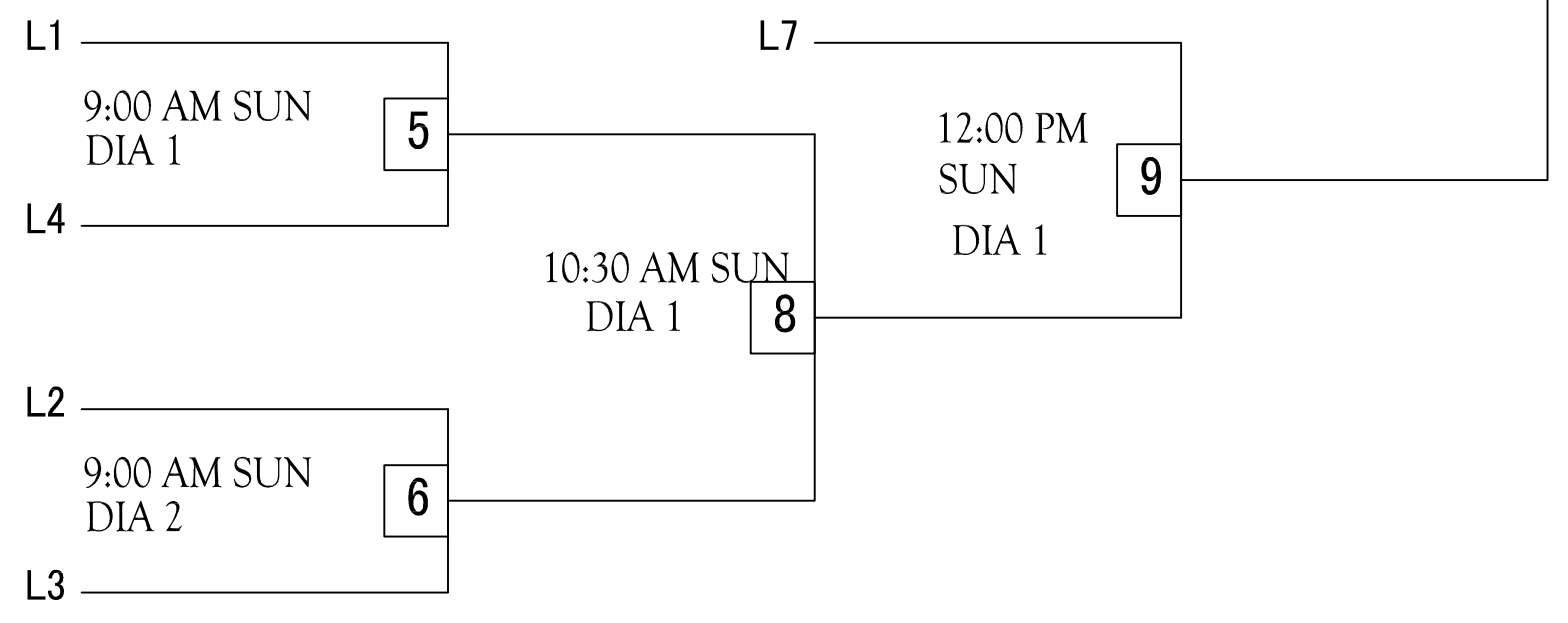 L1
9:00 AM SUN
DIA 1
5
L4
10:30 AM SUN
DIA 1
8
L2
9:00 AM SUN
DIA 2
6
L3
L7
12:00 PM
SUN
DIA 1
9